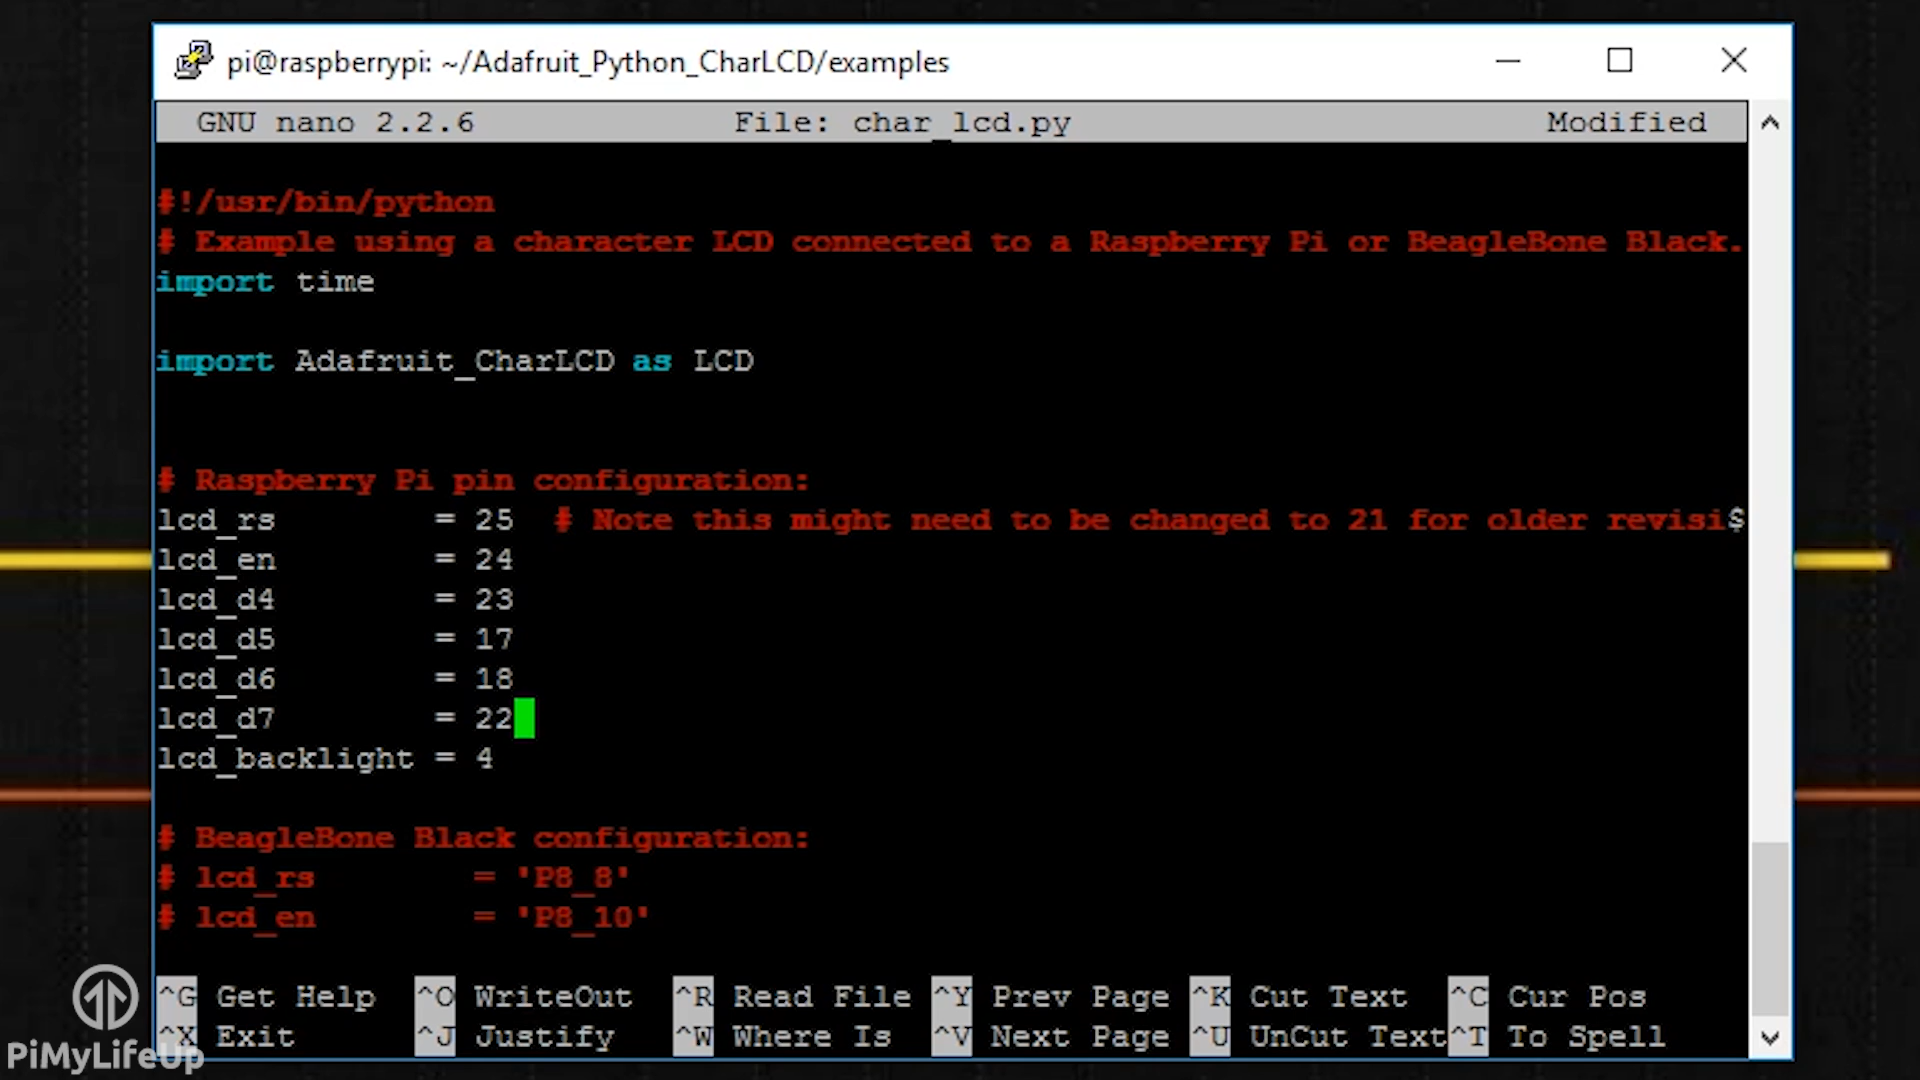 pi@raspberrypi: ~/Adafruit_Python_CharLCD/examples
GNU nano 2.2.6 File: char_lcd.py Modified
#!/usr/bin/python
# Example using a character LCD connected to a Raspberry Pi or BeagleBone Black.
import time
import Adafruit_CharLCD as LCD
# Raspberry Pi pin configuration:
lcd_rs = 25 # Note this might need to be changed to 21 for older revisi$
lcd_en = 24
lcd_d4 = 23
lcd_d5 = 17
lcd_d6 = 18
lcd_d7 = 22
lcd_backlight = 4
# BeagleBone Black configuration:
# lcd_rs = 'P8_8'
# lcd_en = 'P8_10'
^G Get Help ^O WriteOut ^R Read File ^Y Prev Page ^K Cut Text ^C Cur Pos
^X Exit ^J Justify ^W Where Is ^V Next Page ^U UnCut Text ^T To Spell
PiMyLifeUp